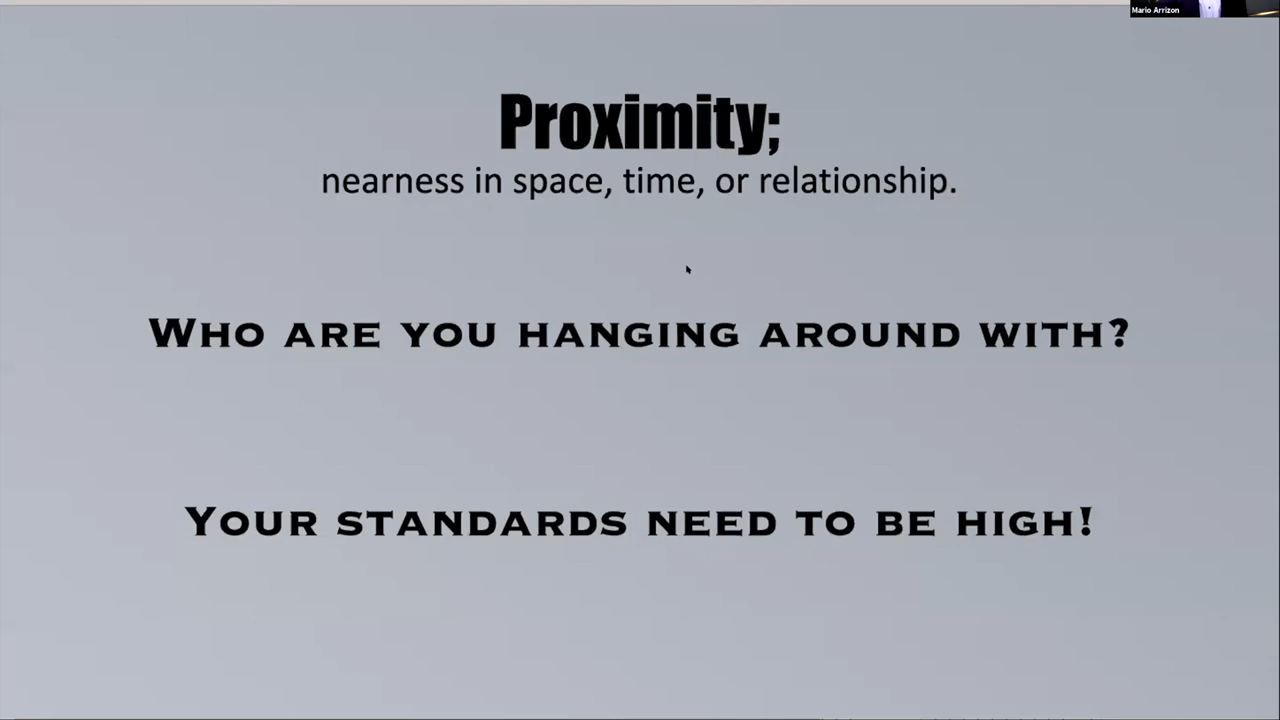 Mario Arrizon
Proximity;
nearness in space, time, or relationship.
Who are you hanging around with?
Your standards need to be high!